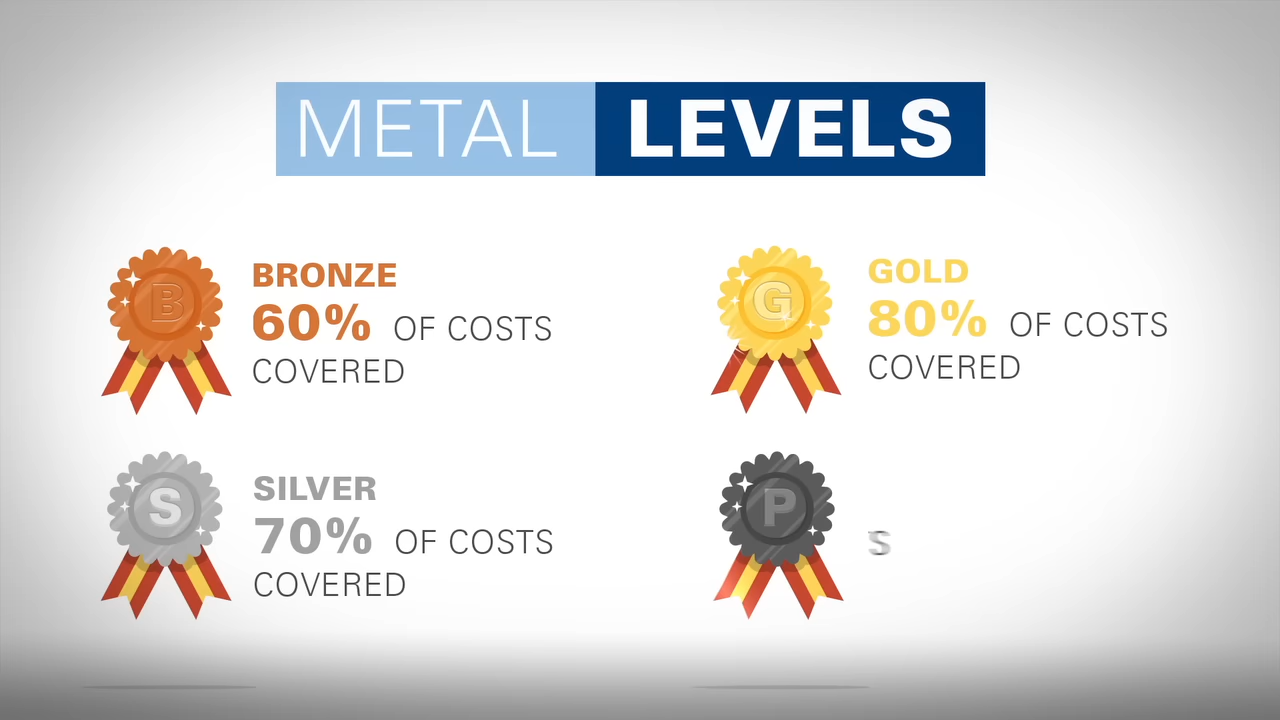 METAL LEVELS
B
BRONZE
60% OF COSTS
COVERED
G
GOLD
80% OF COSTS
COVERED
S
SILVER
70% OF COSTS
COVERED
P
S